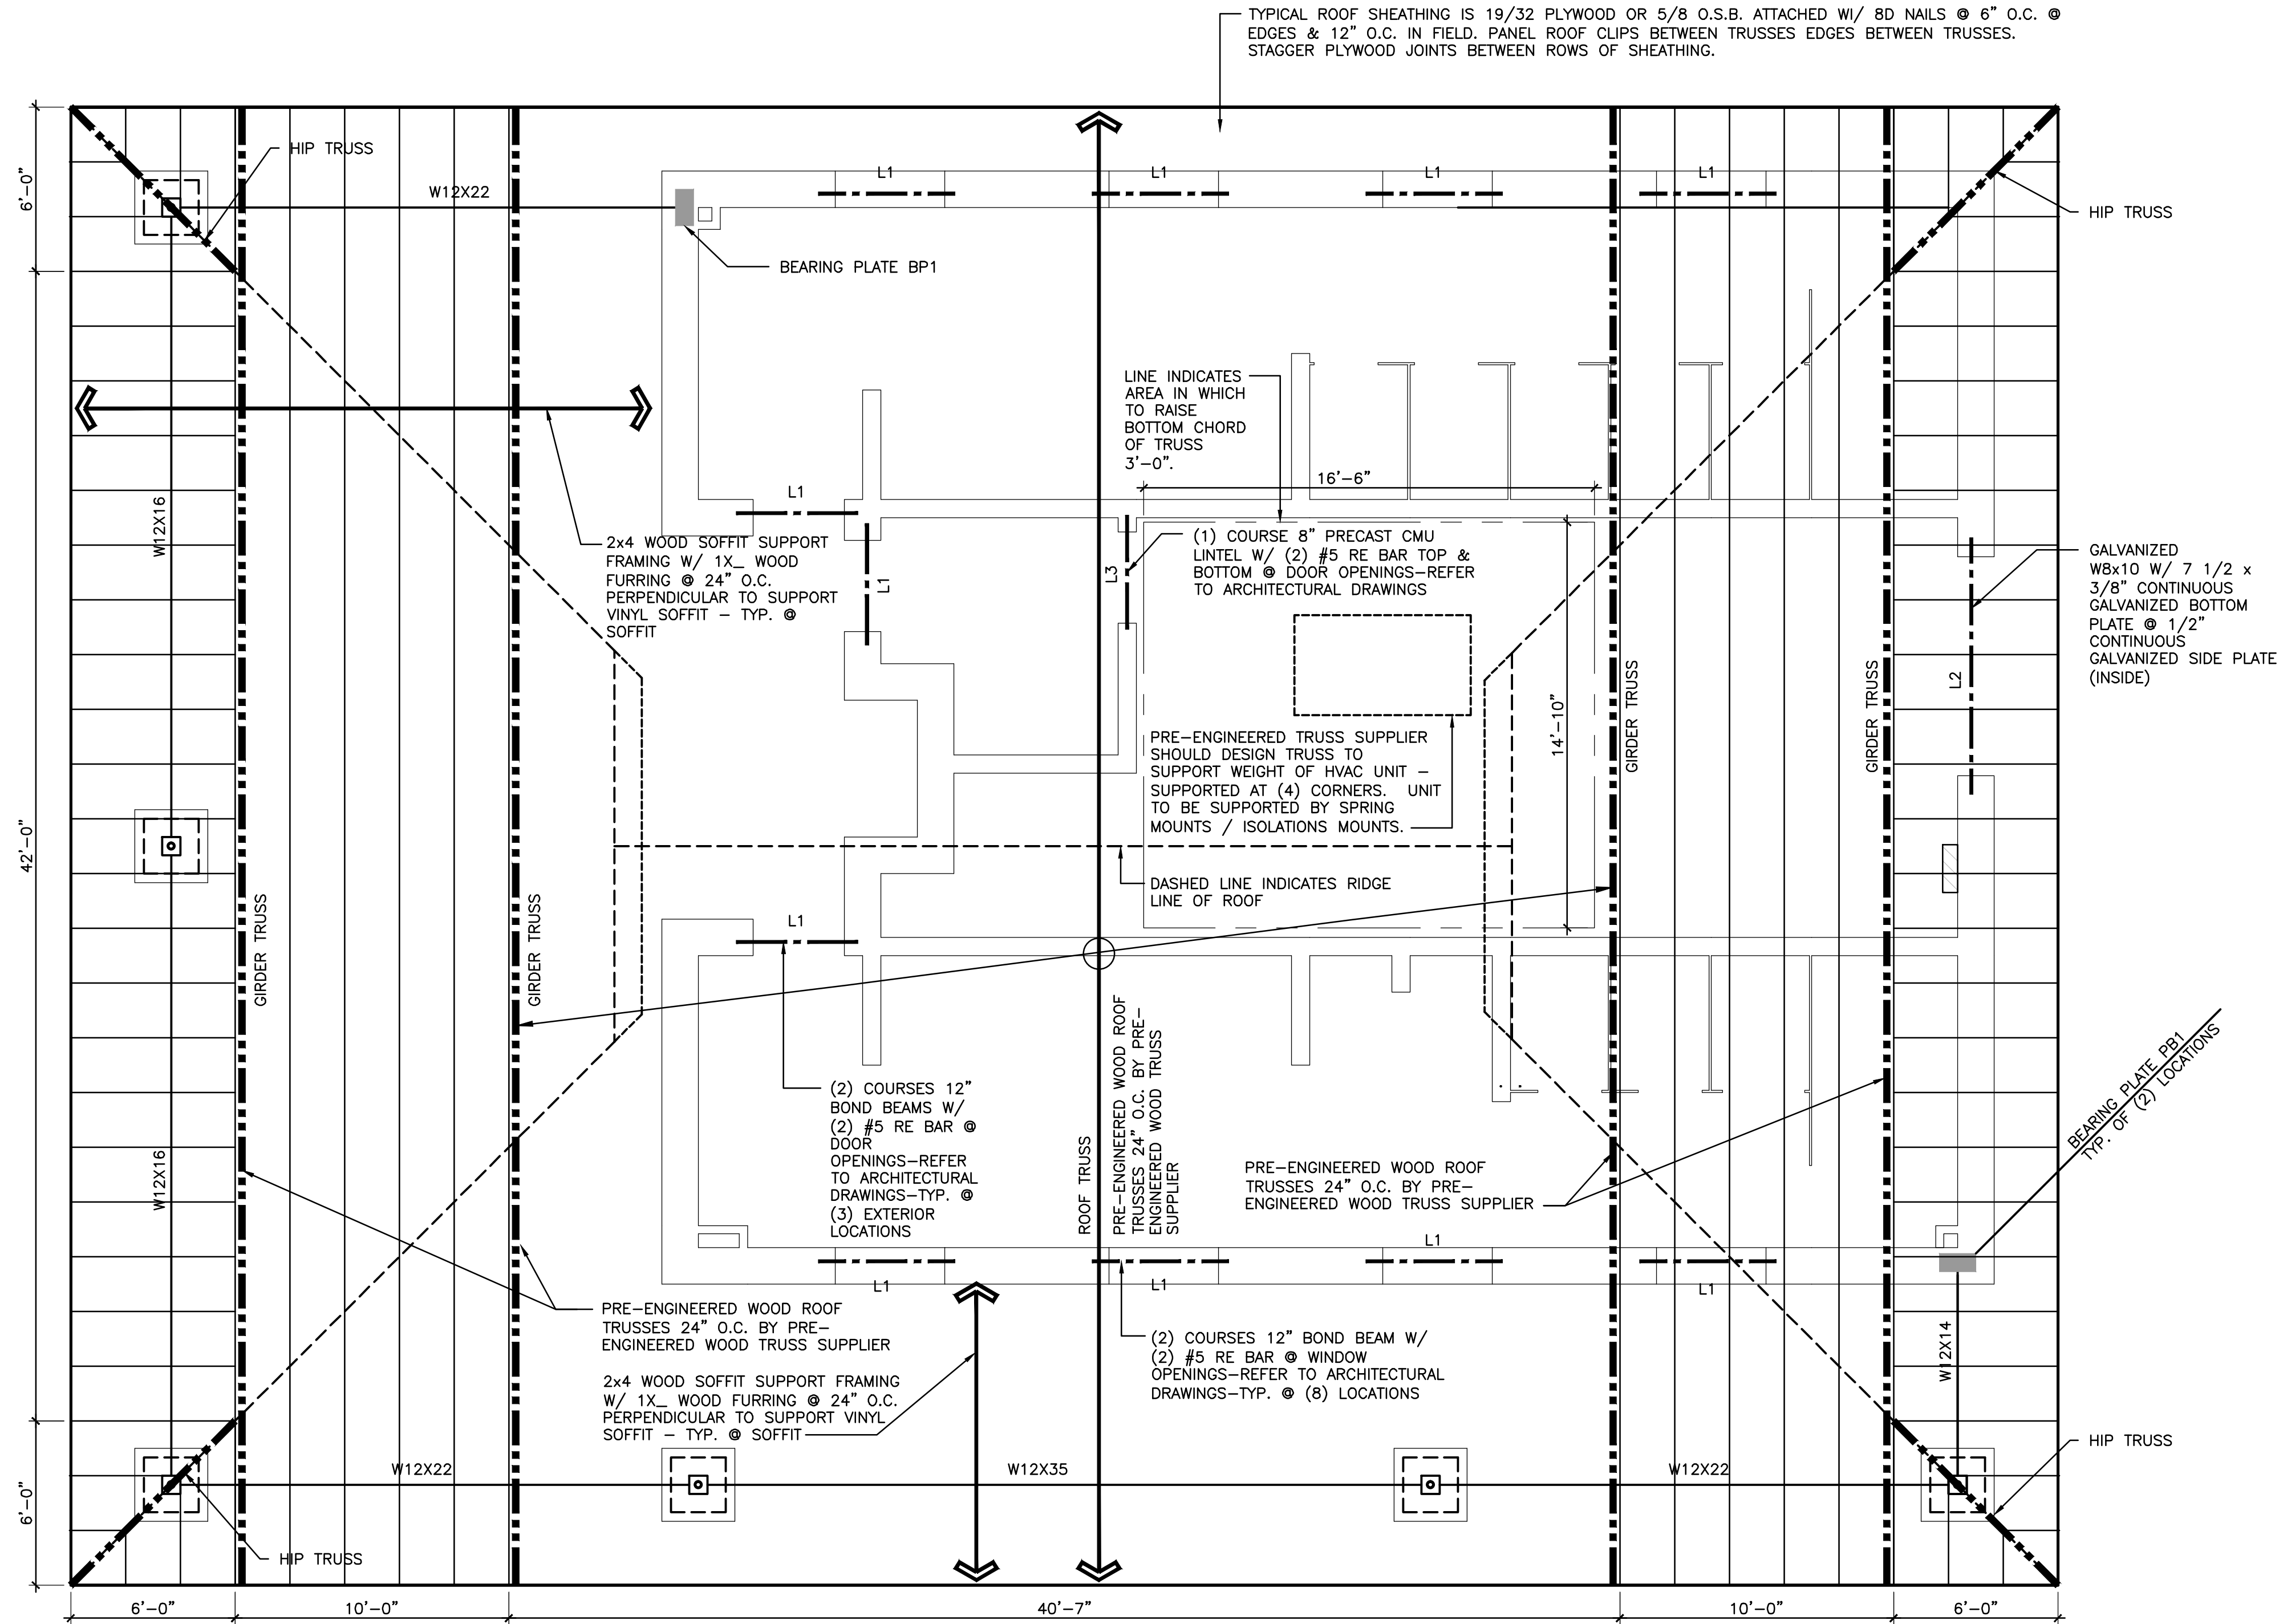 TYPICAL ROOF SHEATHING IS 19/32 PLYWOOD OR 5/8 O.S.B. ATTACHED WI/ 8D NAILS @ 6" O.C. @
EDGES & 12" O.C. IN FIELD. PANEL ROOF CLIPS BETWEEN TRUSSES EDGES BETWEEN TRUSSES.
STAGGER PLYWOOD JOINTS BETWEEN ROWS OF SHEATHING.
HIP TRUSS
6'-0"
W12X22
L1
L1
L1
L1
HIP TRUSS
BEARING PLATE BP1
LINE INDICATES
AREA IN WHICH
TO RAISE
BOTTOM CHORD
OF TRUSS
3'-0".
16'-6"
L1
W12X16
2x4 WOOD SOFFIT SUPPORT
FRAMING W/ 1X_ WOOD
FURRING @ 24" O.C.
PERPENDICULAR TO SUPPORT
VINYL SOFFIT - TYP. @
SOFFIT
L1
L3
(1) COURSE 8" PRECAST CMU
LINTEL W/ (2) #5 RE BAR TOP &
BOTTOM @ DOOR OPENINGS-REFER
TO ARCHITECTURAL DRAWINGS
GALVANIZED
W8x10 W/ 7 1/2 x
3/8" CONTINUOUS
GALVANIZED BOTTOM
PLATE @ 1/2"
CONTINUOUS
GALVANIZED SIDE PLATE
(INSIDE)
L2
GIRDER TRUSS
GIRDER TRUSS
14'-10"
PRE-ENGINEERED TRUSS SUPPLIER
SHOULD DESIGN TRUSS TO
SUPPORT WEIGHT OF HVAC UNIT -
SUPPORTED AT (4) CORNERS. UNIT
TO BE SUPPORTED BY SPRING
MOUNTS / ISOLATIONS MOUNTS.
42'-0"
DASHED LINE INDICATES RIDGE
LINE OF ROOF
GIRDER TRUSS
GIRDER TRUSS
L1
(2) COURSES 12"
BOND BEAMS W/
(2) #5 RE BAR @
DOOR
OPENINGS-REFER
TO ARCHITECTURAL
DRAWINGS-TYP. @
(3) EXTERIOR
LOCATIONS
ROOF TRUSS
PRE-ENGINEERED WOOD ROOF
TRUSSES 24" O.C. BY PRE-
ENGINEERED WOOD TRUSS
SUPPLIER
PRE-ENGINEERED WOOD ROOF
TRUSSES 24" O.C. BY PRE-
ENGINEERED WOOD TRUSS SUPPLIER
BEARING PLATE PB1
TYP. OF (2) LOCATIONS
W12X16
L1
L1
L1
L1
PRE-ENGINEERED WOOD ROOF
TRUSSES 24" O.C. BY PRE-
ENGINEERED WOOD TRUSS SUPPLIER
(2) COURSES 12" BOND BEAM W/
(2) #5 RE BAR @ WINDOW
OPENINGS-REFER TO ARCHITECTURAL
DRAWINGS-TYP. @ (8) LOCATIONS
W12X14
2x4 WOOD SOFFIT SUPPORT FRAMING
W/ 1X_ WOOD FURRING @ 24" O.C.
PERPENDICULAR TO SUPPORT VINYL
SOFFIT - TYP. @ SOFFIT
HIP TRUSS
W12X22
W12X35
W12X22
6'-0"
HIP TRUSS
6'-0"
10'-0"
40'-7"
10'-0"
6'-0"